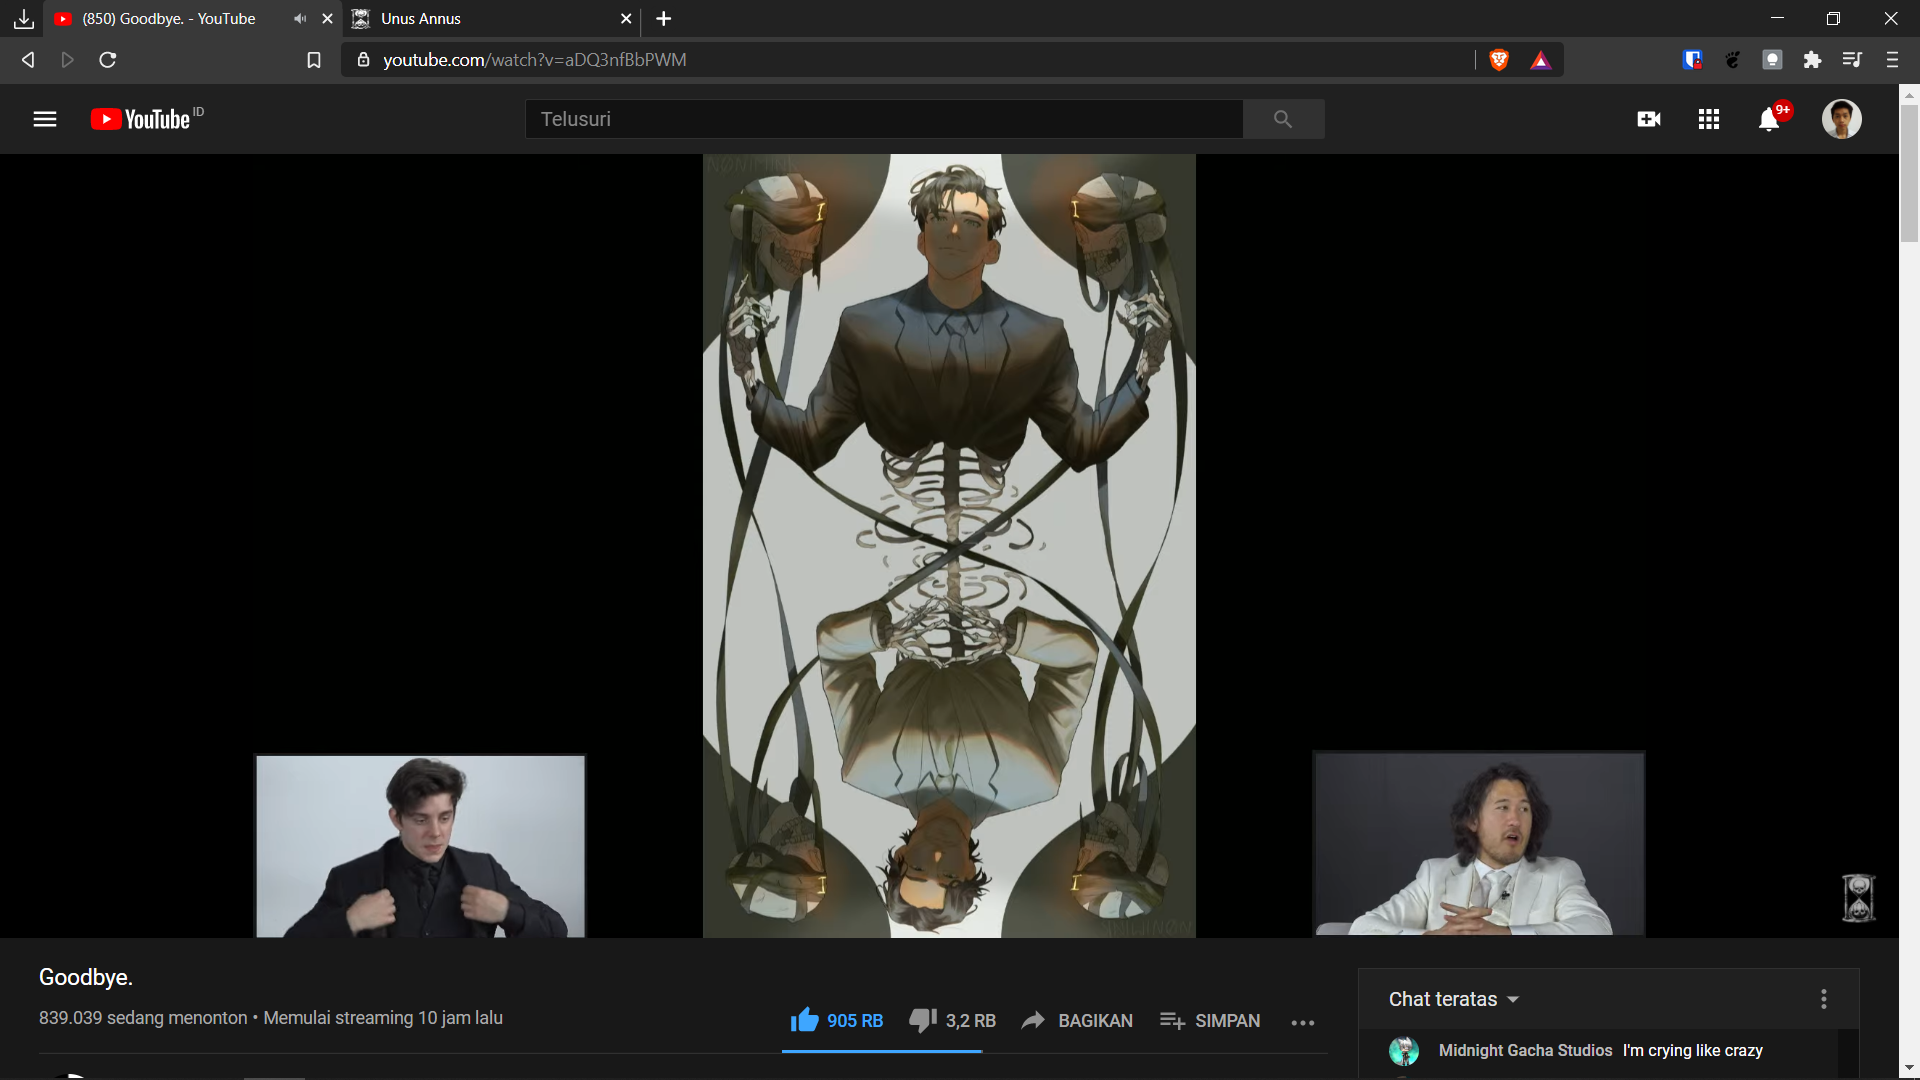 (850) Goodbye. - YouTube
Unus Annus
youtube.com/watch?v=aDQ3nfBbPWM
YouTube ID
Telusuri
9+
I
I
I
I
Goodbye.
839.039 sedang menonton • Memulai streaming 10 jam lalu
905 RB
3,2 RB
BAGIKAN
SIMPAN
Chat teratas
Midnight Gacha Studios I'm crying like crazy